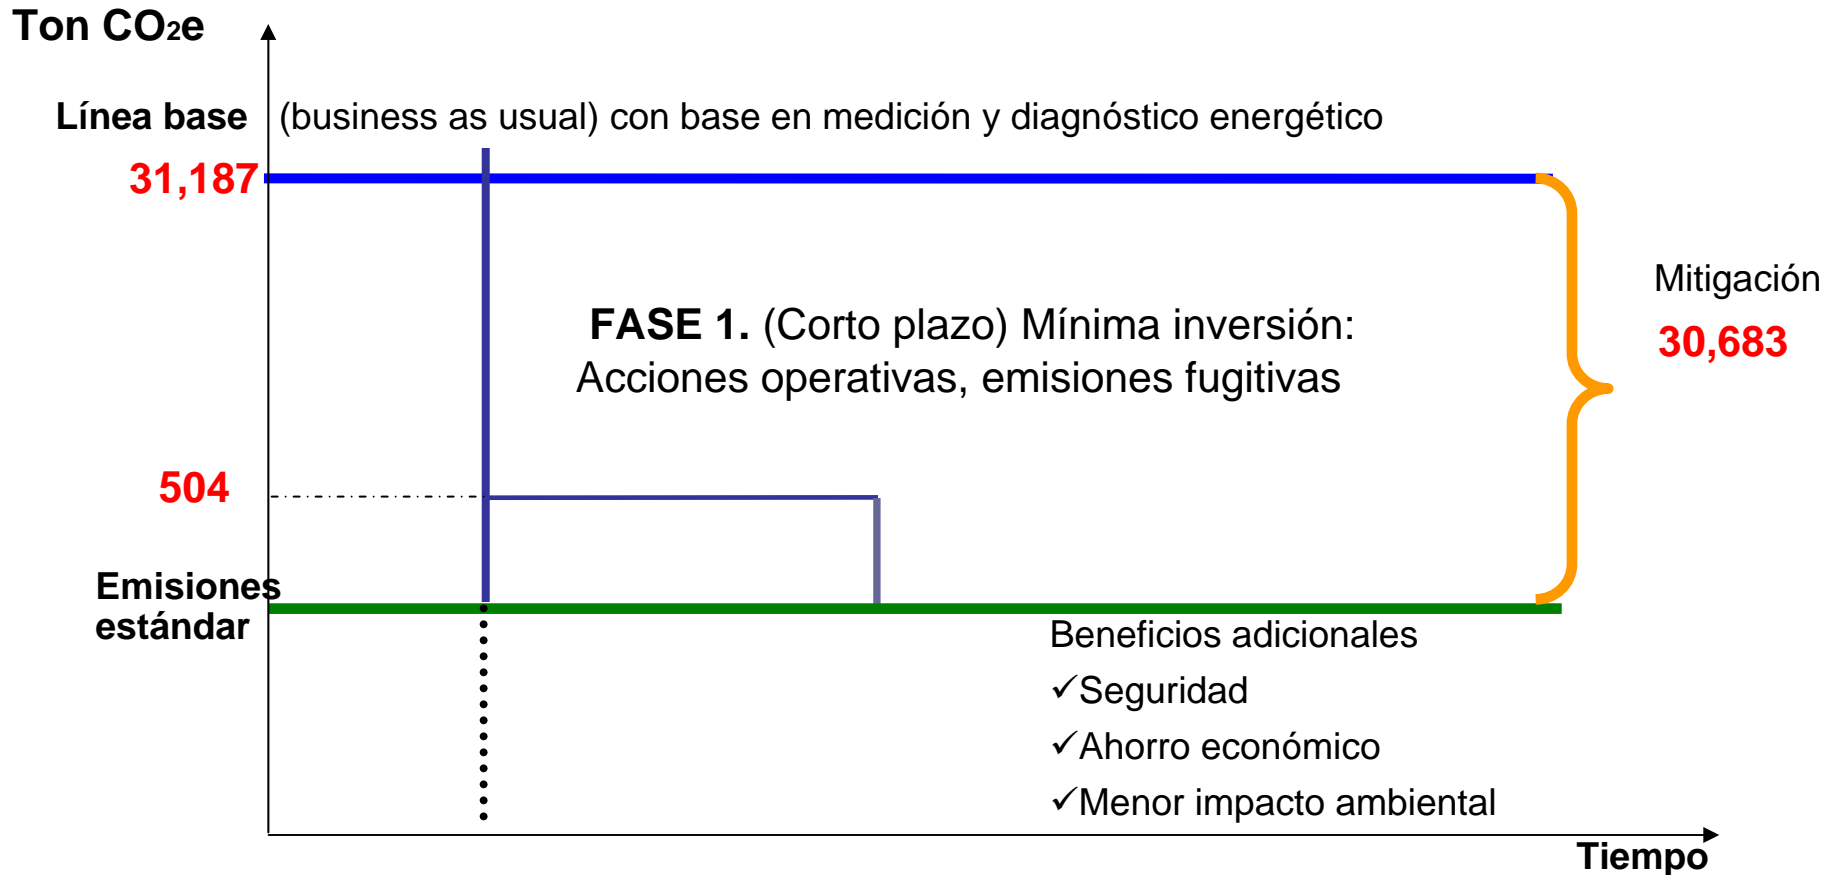 Ton CO2e
Línea base (business as usual) con base en medición y diagnóstico energético
31,187
Mitigación
30,683
FASE 1. (Corto plazo) Mínima inversión:
Acciones operativas, emisiones fugitivas
504
Emisiones
estándar
Beneficios adicionales
✓Seguridad
✓Ahorro económico
✓Menor impacto ambiental
Tiempo